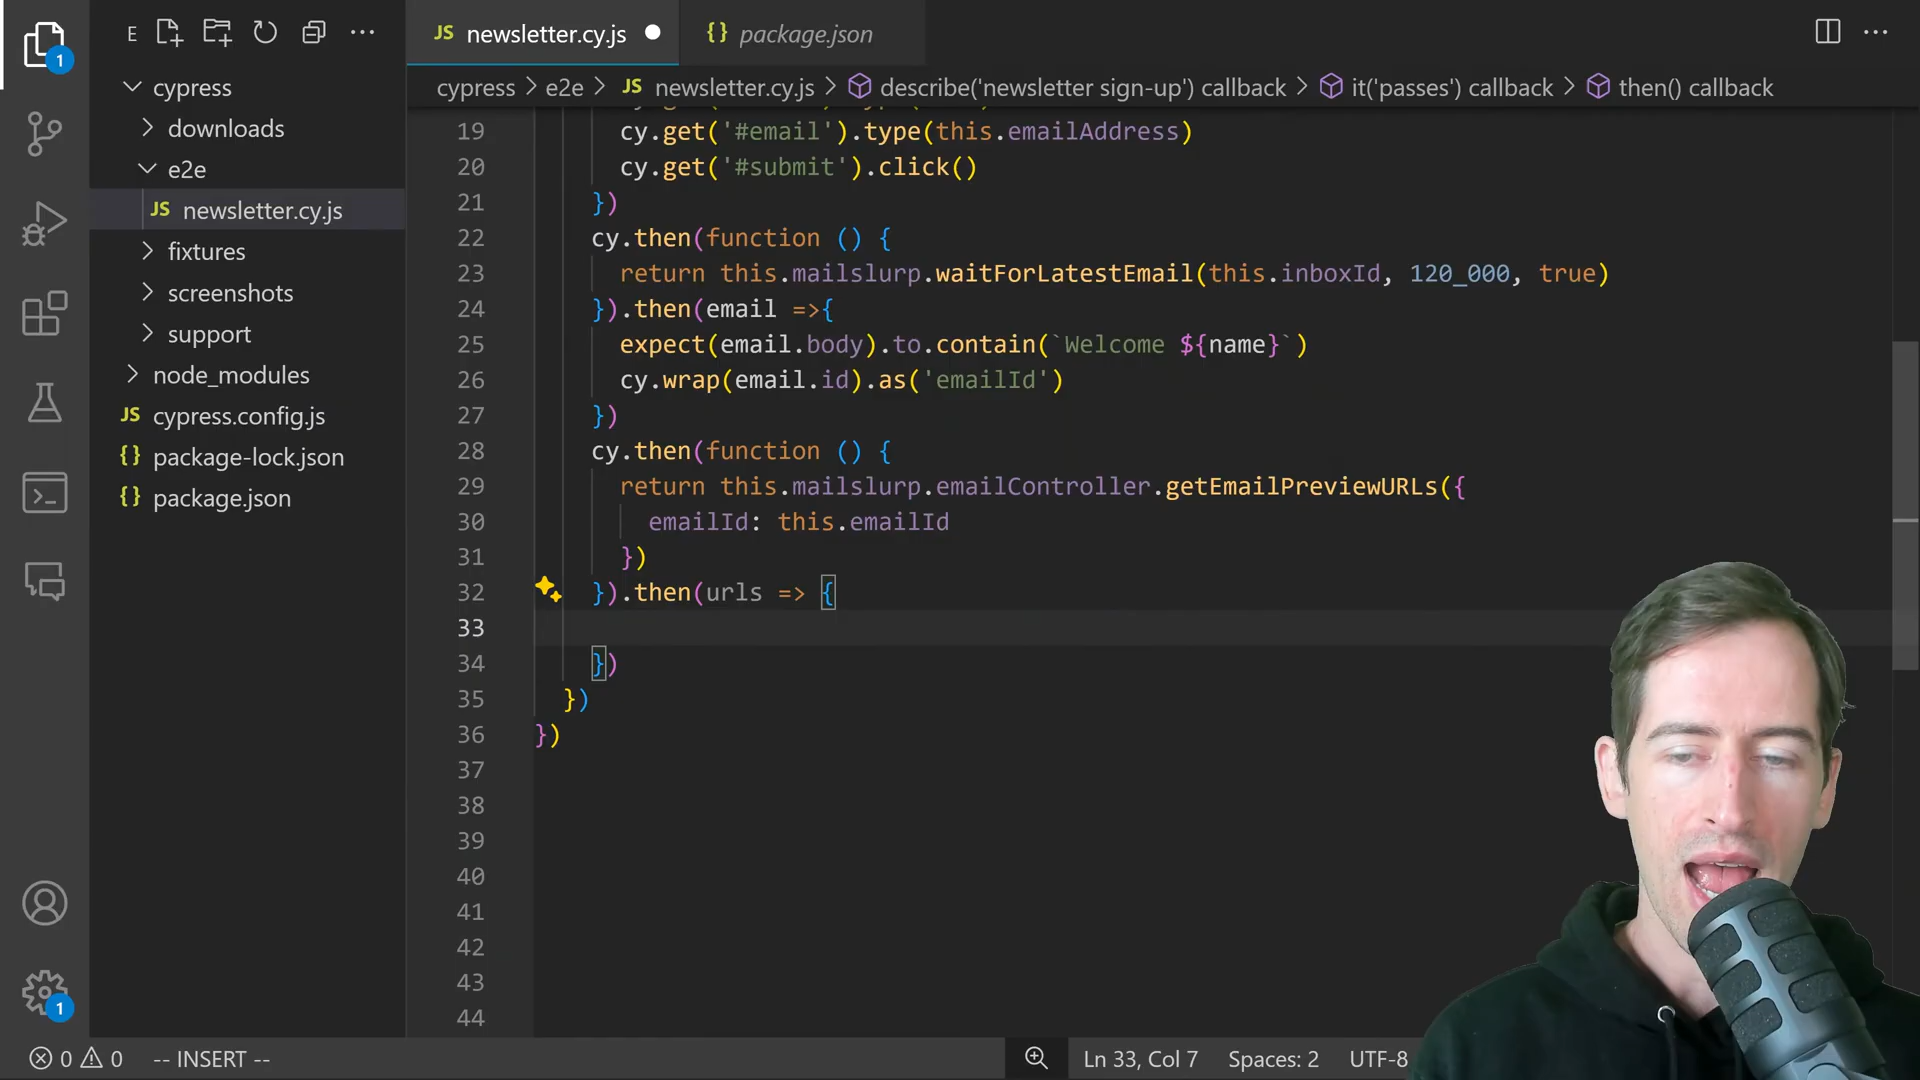 E
JS newsletter.cy.js
{} package.json
cypress > e2e > JS newsletter.cy.js > describe('newsletter sign-up') callback > it('passes') callback > then() callback
1
cypress
downloads
e2e
JS newsletter.cy.js
fixtures
screenshots
support
node_modules
JS cypress.config.js
{} package-lock.json
{} package.json
19 cy.get('#email').type(this.emailAddress)
20 cy.get('#submit').click()
21 })
22 cy.then(function () {
23 return this.mailslurp.waitForLatestEmail(this.inboxId, 120_000, true)
24 }).then(email =>{
25 expect(email.body).to.contain(`Welcome ${name}`)
26 cy.wrap(email.id).as('emailId')
27 })
28 cy.then(function () {
29 return this.mailslurp.emailController.getEmailPreviewURLs({
30 emailId: this.emailId
31 })
32 }).then(urls => {
33
34 })
35 })
36 })
37
38
39
40
41
42
43
44
1
0 0 -- INSERT -- Ln 33, Col 7 Spaces: 2 UTF-8